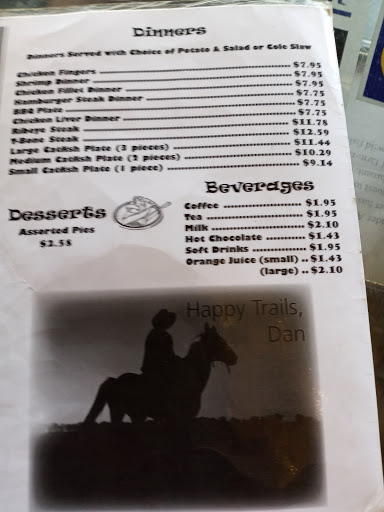 Dinners
Dinners Served with Choice of Potato & Salad or Cole Slaw
Chicken Fingers ........ $7.95
Shrimp Dinner ........ $7.95
Chicken Fillet Dinner ........ $7.95
Hamburger Steak Dinner ........ $7.75
BBQ Plate ........ $7.75
Chicken Liver Dinner ........ $7.75
Ribeye Steak ........ $11.78
T-Bone Steak ........ $12.59
Large Catfish Plate (3 pieces) ........ $11.44
Medium Catfish Plate (2 pieces) ........ $10.29
Small Catfish Plate (1 piece) ........ $9.14
Desserts
Assorted Pies
$2.58
Beverages
Coffee ........ $1.95
Tea ........ $1.95
Milk ........ $2.10
Hot Chocolate ........ $1.43
Soft Drinks ........ $1.95
Orange Juice (small) .. $1.43
(large) .. $2.10
Happy Trails,
Dan